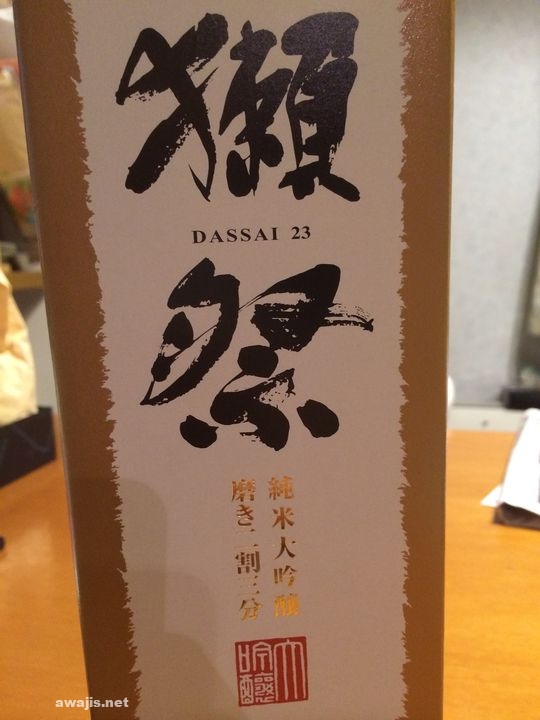 獺祭
DASSAI 23
純米大吟醸
磨き二割三分
大吟醸
awajis.net